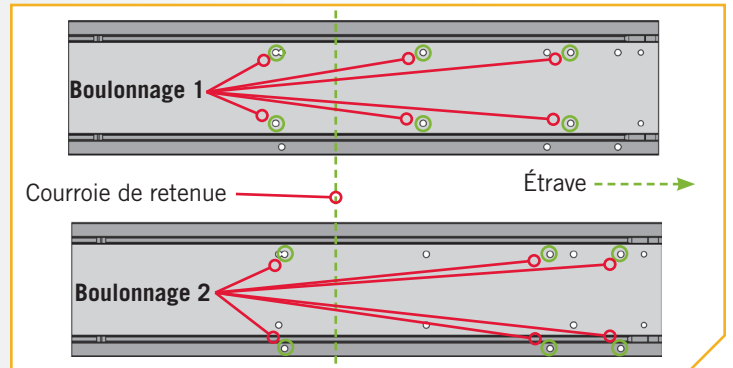 Boulonnage 1
Courroie de retenue
Étrave
Boulonnage 2